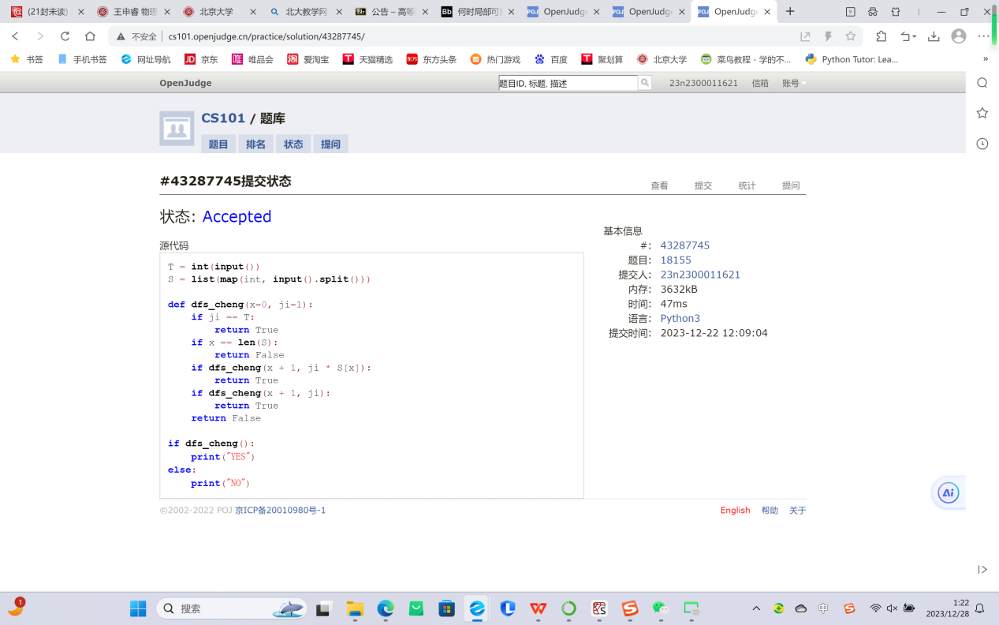 (21封未读)
王申睿 物理
北京大学
北大教学网
公告 – 高等
何时局部可
OpenJudge
OpenJudge
OpenJudge
不安全
cs101.openjudge.cn/practice/solution/43287745/
书签
手机书签
网址导航
京东
唯品会
爱淘宝
天猫精选
东方头条
热门游戏
百度
聚划算
北京大学
菜鸟教程 - 学的不...
Python Tutor: Lea...
»
OpenJudge
题目ID, 标题, 描述
23n2300011621
信箱
账号
CS101 / 题库
题目
排名
状态
提问
#43287745提交状态
查看
提交
统计
提问
状态: Accepted
源代码
T = int(input())
S = list(map(int, input().split()))
def dfs_cheng(x=0, ji=1):
    if ji == T:
        return True
    if x == len(S):
        return False
    if dfs_cheng(x + 1, ji * S[x]):
        return True
    if dfs_cheng(x + 1, ji):
        return True
    return False
if dfs_cheng():
    print("YES")
else:
    print("NO")
基本信息
#: 43287745
题目: 18155
提交人: 23n2300011621
内存: 3632kB
时间: 47ms
语言: Python3
提交时间: 2023-12-22 12:09:04
©2002-2022 POJ 京ICP备20010980号-1
English
帮助
关于
Ai
1
搜索
中
1:22
2023/12/28